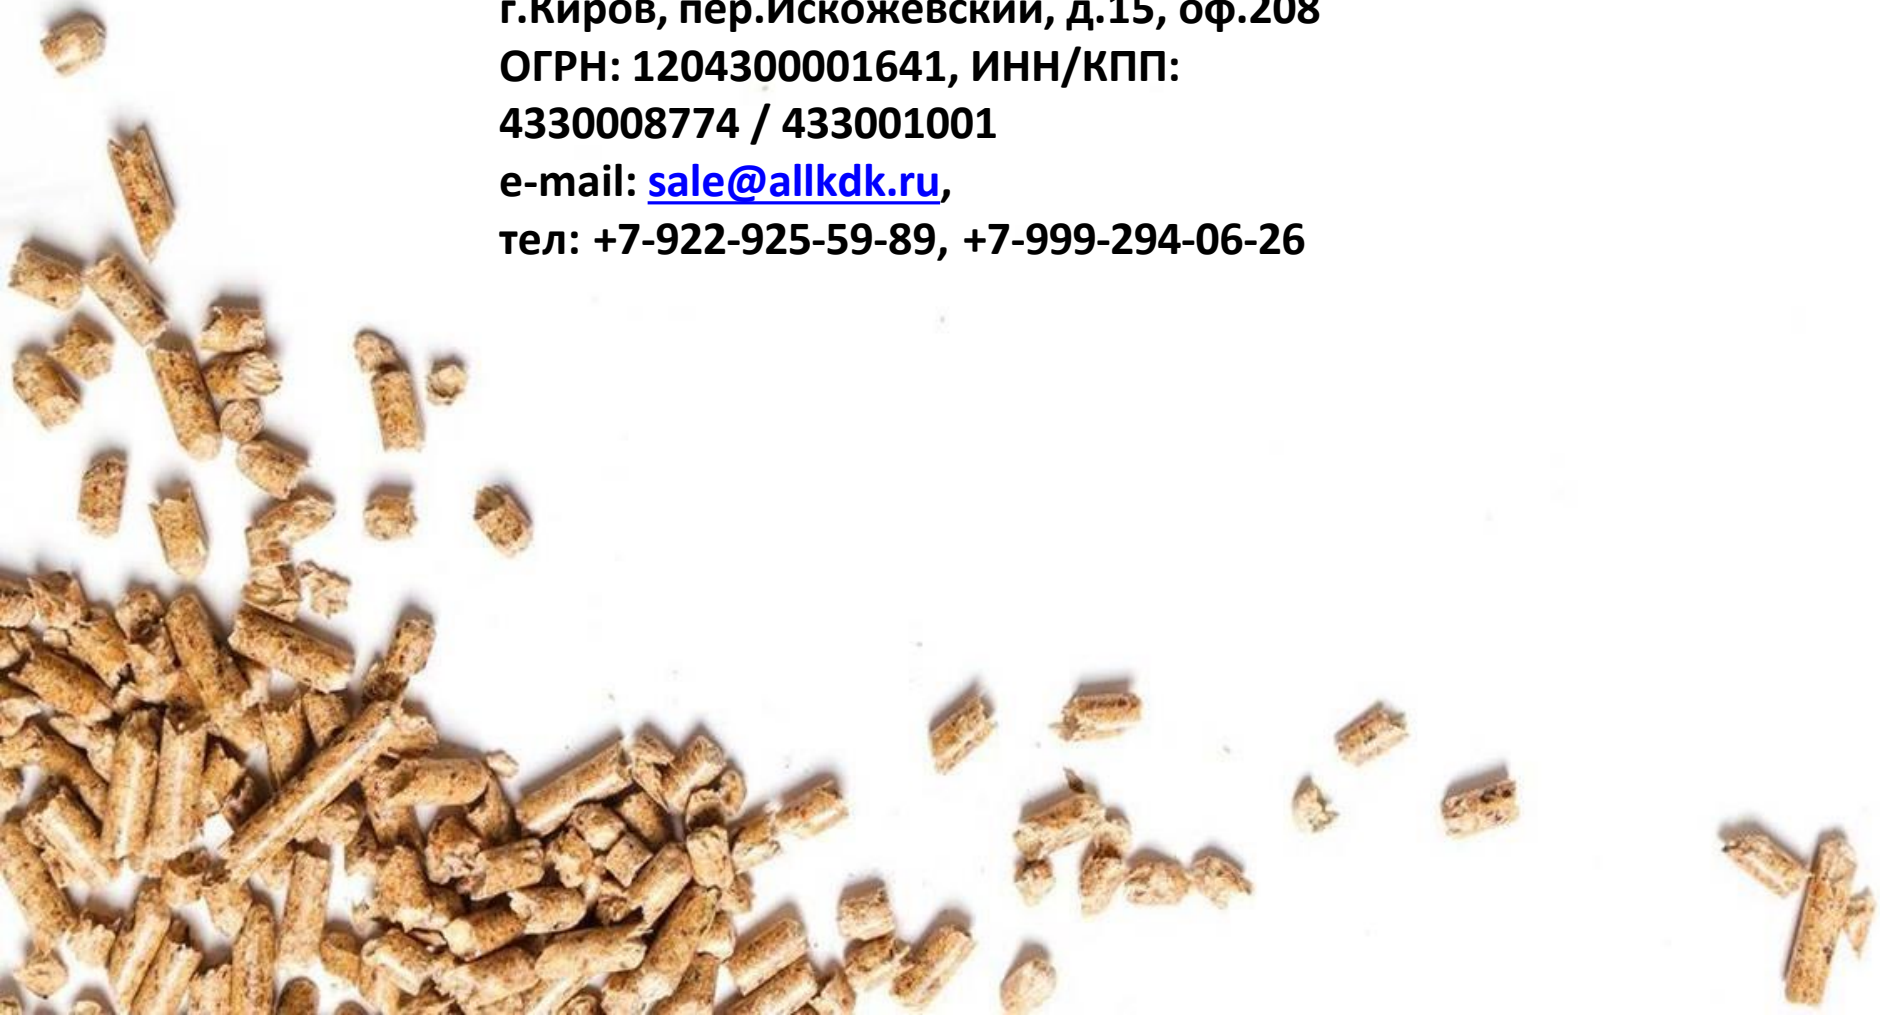 г.Киров, пер.Искожевский, д.15, оф.208
ОГРН: 1204300001641, ИНН/КПП:
4330008774 / 433001001
e-mail: sale@allkdk.ru,
тел: +7-922-925-59-89, +7-999-294-06-26